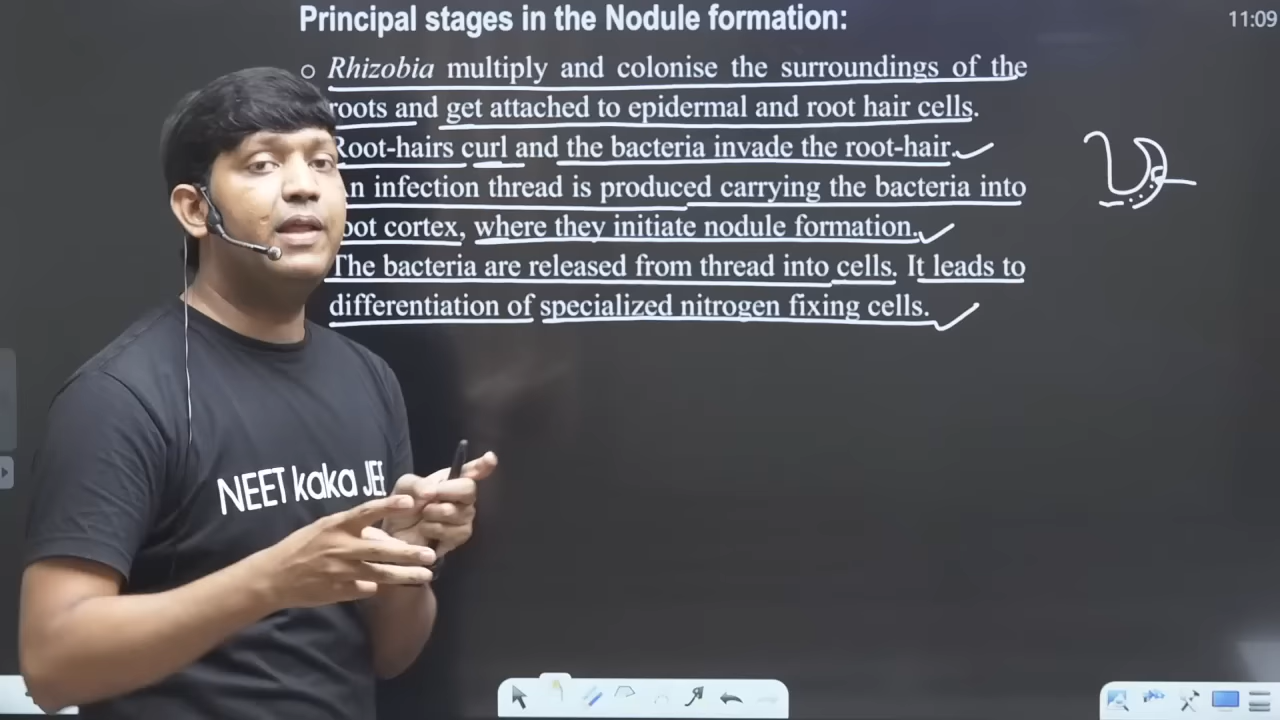 Principal stages in the Nodule formation:
11:09
Rhizobia multiply and colonise the surroundings of the
roots and get attached to epidermal and root hair cells.
Root-hairs curl and the bacteria invade the root-hair.
An infection thread is produced carrying the bacteria into
root cortex, where they initiate nodule formation.
The bacteria are released from thread into cells. It leads to
differentiation of specialized nitrogen fixing cells.
NEET kaka JEE